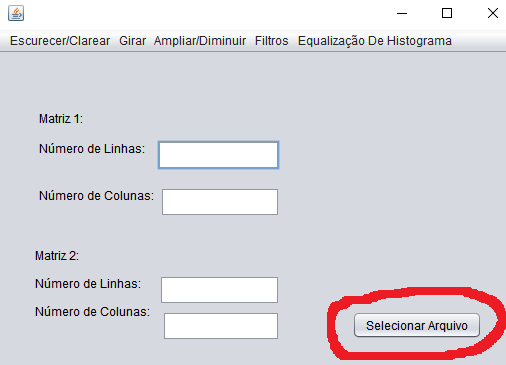 Escurecer/Clarear Girar Ampliar/Diminuir Filtros Equalização De Histograma
Matriz 1:
Número de Linhas:
Número de Colunas:
Matriz 2:
Número de Linhas:
Número de Colunas:
Selecionar Arquivo